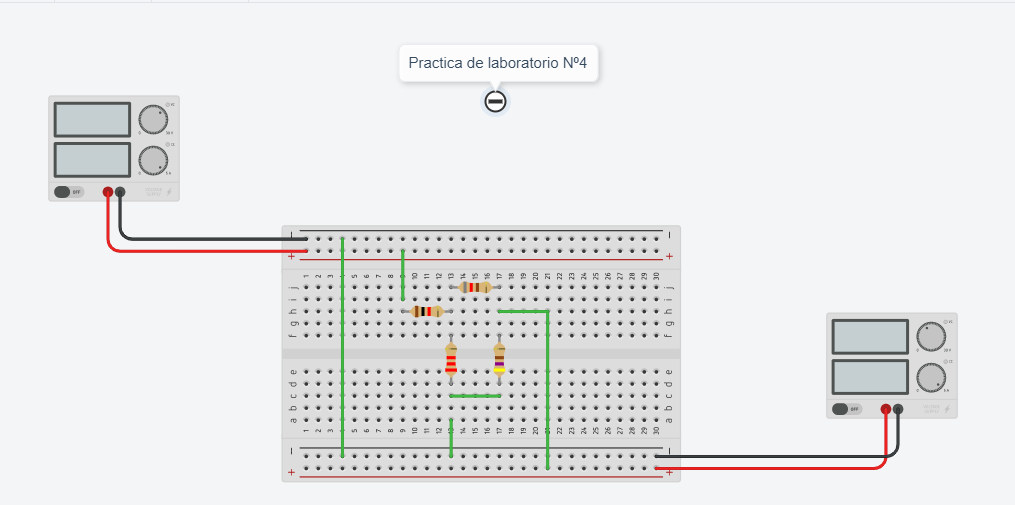 Practica de laboratorio Nº4
OFF
- -
+ +
1 2 3 4 5 6 7 8 9 10 11 12 13 14 15 16 17 18 19 20 21 22 23 24 25 26 27 28 29 30
j j
i i
h h
g g
f f
OFF
e e
d d
c c
b b
a a
1 2 3 4 5 6 7 8 9 10 11 12 13 14 15 16 17 18 19 20 21 22 23 24 25 26 27 28 29 30
- -
+ +